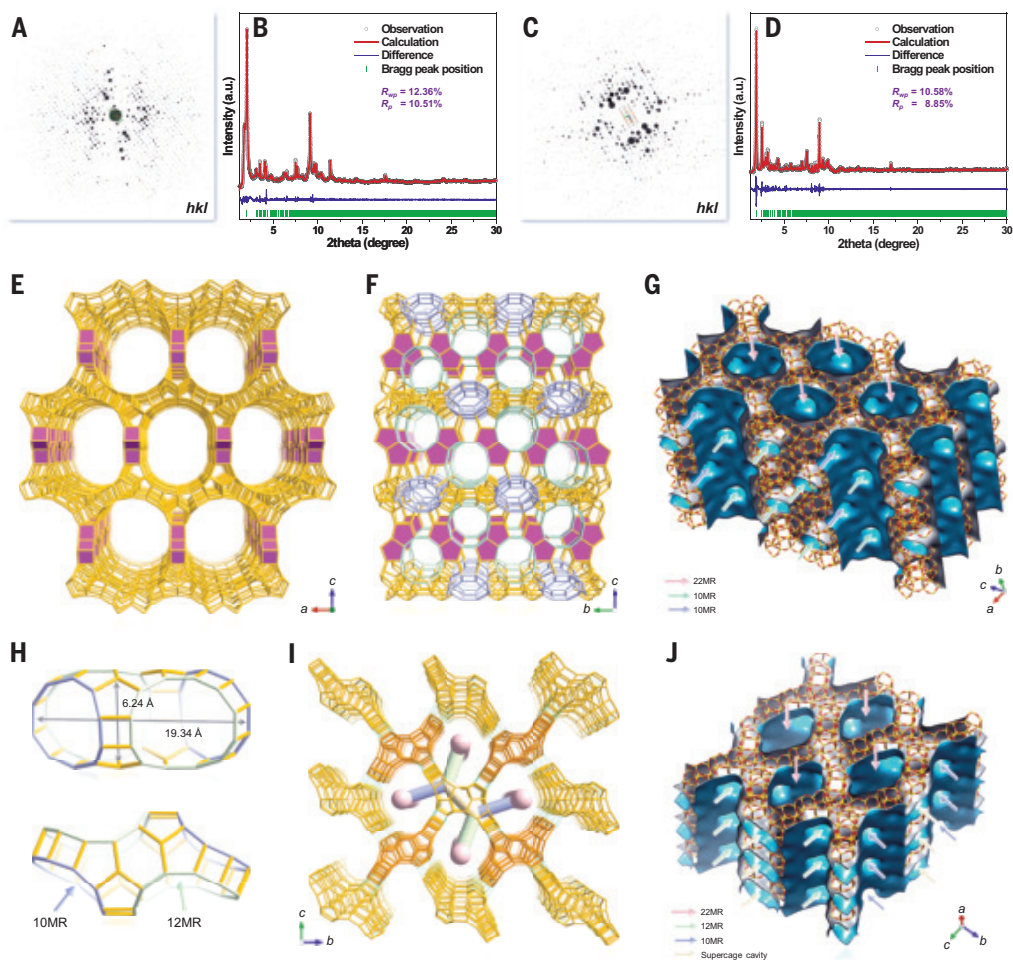 A
hkl
B
Observation
Calculation
Difference
Bragg peak position
Rwp = 12.36%
Rp = 10.51%
Intensity (a.u.)
5 10 15 20 25 30
2theta (degree)
C
hkl
D
Observation
Calculation
Difference
Bragg peak position
Rwp = 10.58%
Rp = 8.85%
Intensity (a.u.)
5 10 15 20 25 30
2theta (degree)
E
c
a
F
c
b
G
22MR
10MR
10MR
b
c
a
H
6.24 Å
19.34 Å
10MR
12MR
I
c
b
J
22MR
12MR
10MR
Supercage cavity
a
c
b